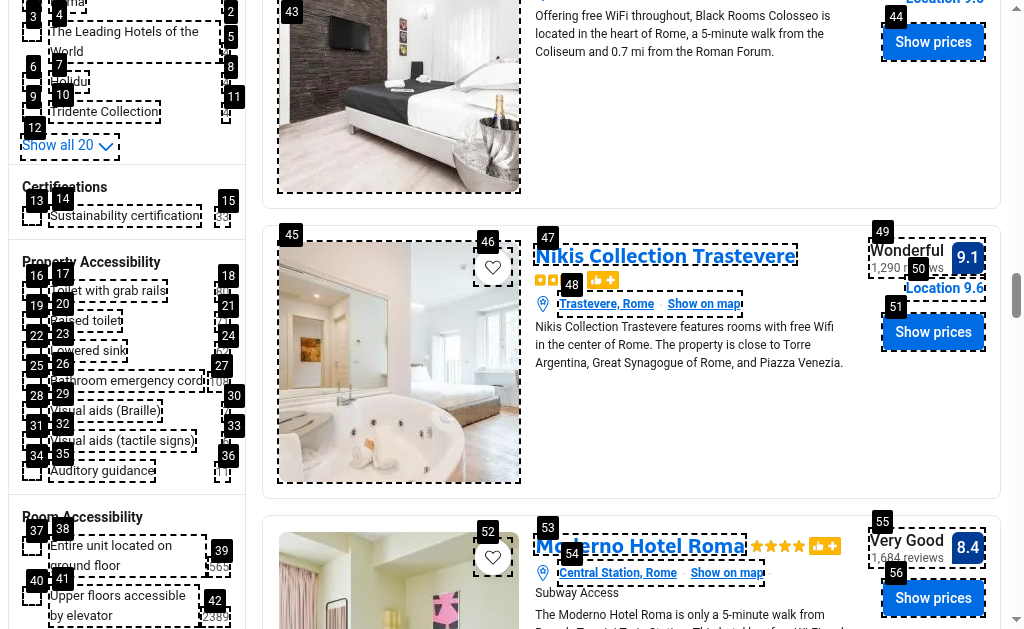 The Leading Hotels of the
World
Holidu
Tridente Collection
Show all 20
Certifications
Sustainability certification
33
Property Accessibility
Toilet with grab rails
Raised toilet
Lowered sink
Bathroom emergency cord
108
Visual aids (Braille)
Visual aids (tactile signs)
Auditory guidance
11
Room Accessibility
Entire unit located on
ground floor
565
Upper floors accessible
by elevator
2389
Location 9.6
Offering free WiFi throughout, Black Rooms Colosseo is
located in the heart of Rome, a 5-minute walk from the
Coliseum and 0.7 mi from the Roman Forum.
Show prices
Nikis Collection Trastevere
Trastevere, Rome
Show on map
Nikis Collection Trastevere features rooms with free Wifi
in the center of Rome. The property is close to Torre
Argentina, Great Synagogue of Rome, and Piazza Venezia.
Wonderful
1,290 reviews
9.1
Location 9.6
Show prices
Moderno Hotel Roma
Central Station, Rome
Show on map
Subway Access
The Moderno Hotel Roma is only a 5-minute walk from
Very Good
1,684 reviews
8.4
Show prices
2
3
4
5
6
7
8
9
10
11
12
13
14
15
16
17
18
19
20
21
22
23
24
25
26
27
28
29
30
31
32
33
34
35
36
37
38
39
40
41
42
43
44
45
46
47
48
49
50
51
52
53
54
55
56